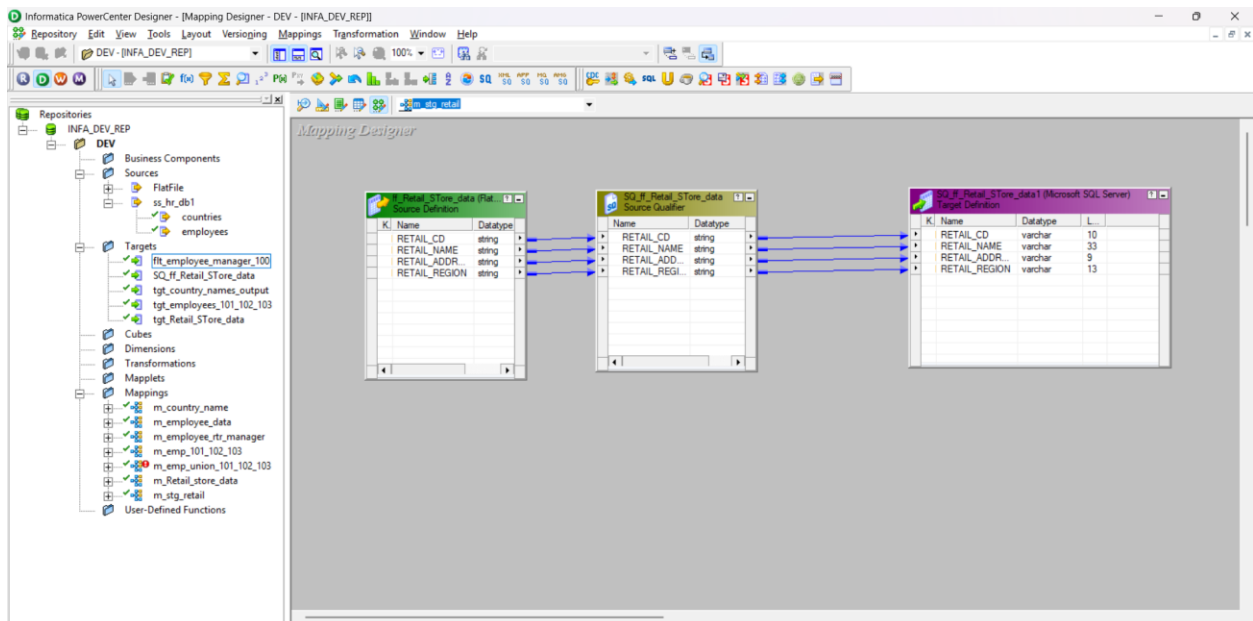 Informatica PowerCenter Designer - [Mapping Designer - DEV - [INFA_DEV_REP]]
Repository Edit View Tools Layout Versioning Mappings Transformation Window Help
DEV - [INFA_DEV_REP]
100%
m_stg_retail
Repositories
INFA_DEV_REP
DEV
Business Components
Sources
FlatFile
ss_hr_db1
countries
employees
Targets
flt_employee_manager_100
SQ_ff_Retail_STore_data
tgt_country_names_output
tgt_employees_101_102_103
tgt_Retail_STore_data
Cubes
Dimensions
Transformations
Mapplets
Mappings
m_country_name
m_employee_data
m_employee_rtr_manager
m_emp_101_102_103
m_emp_union_101_102_103
m_Retail_store_data
m_stg_retail
User-Defined Functions
Mapping Designer
ff_Retail_STore_data (Flat...
Source Definition
K. Name Datatype
RETAIL_CD string
RETAIL_NAME string
RETAIL_ADDR... string
RETAIL_REGION string
SQ_ff_Retail_STore_data
Source Qualifier
Name Datatype
RETAIL_CD string
RETAIL_NAME string
RETAIL_ADD... string
RETAIL_REGI... string
SQ_ff_Retail_STore_data1 (Microsoft SQL Server)
Target Definition
K. Name Datatype L...
RETAIL_CD varchar 10
RETAIL_NAME varchar 33
RETAIL_ADDR... varchar 9
RETAIL_REGION varchar 13